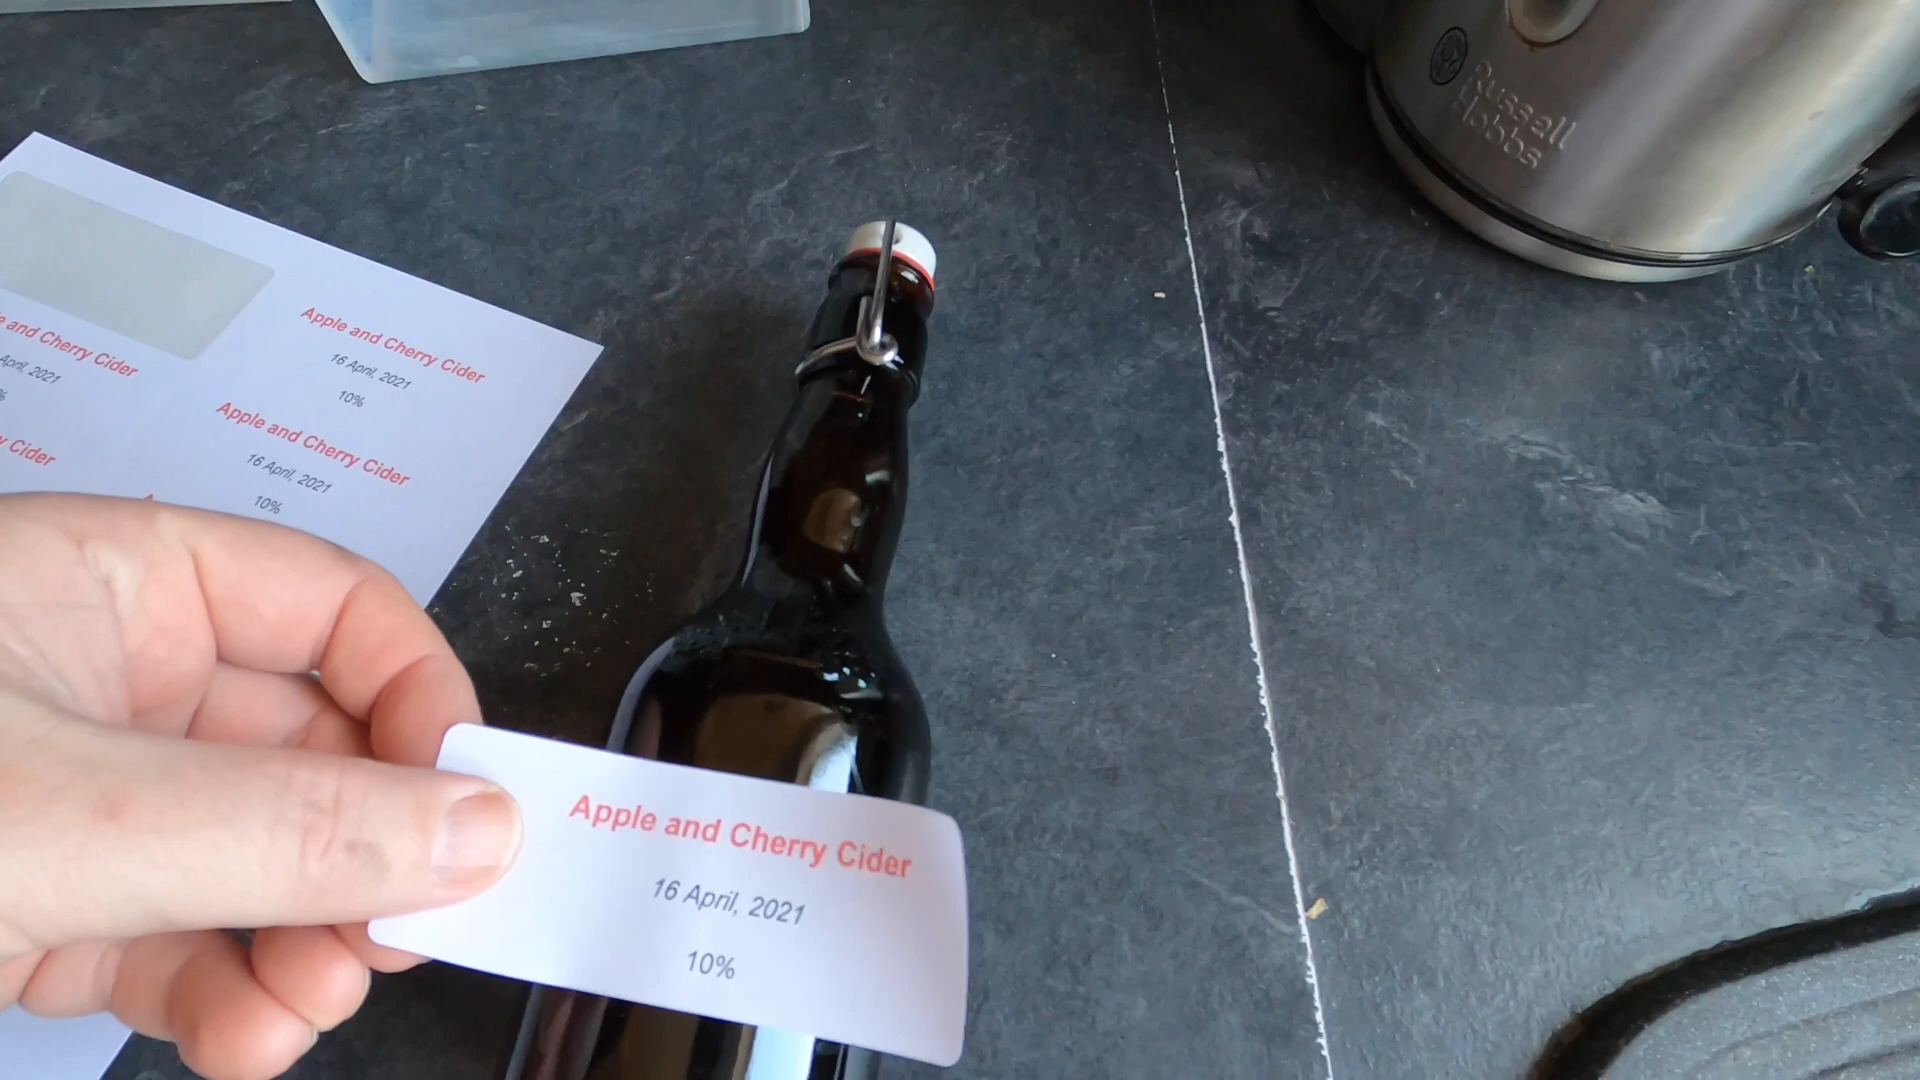 Russell
Hobbs
Apple and Cherry Cider
16 April, 2021
10%
and Cherry Cider
April, 2021
Apple and Cherry Cider
16 April, 2021
10%
Cider
Apple and Cherry Cider
16 April, 2021
10%